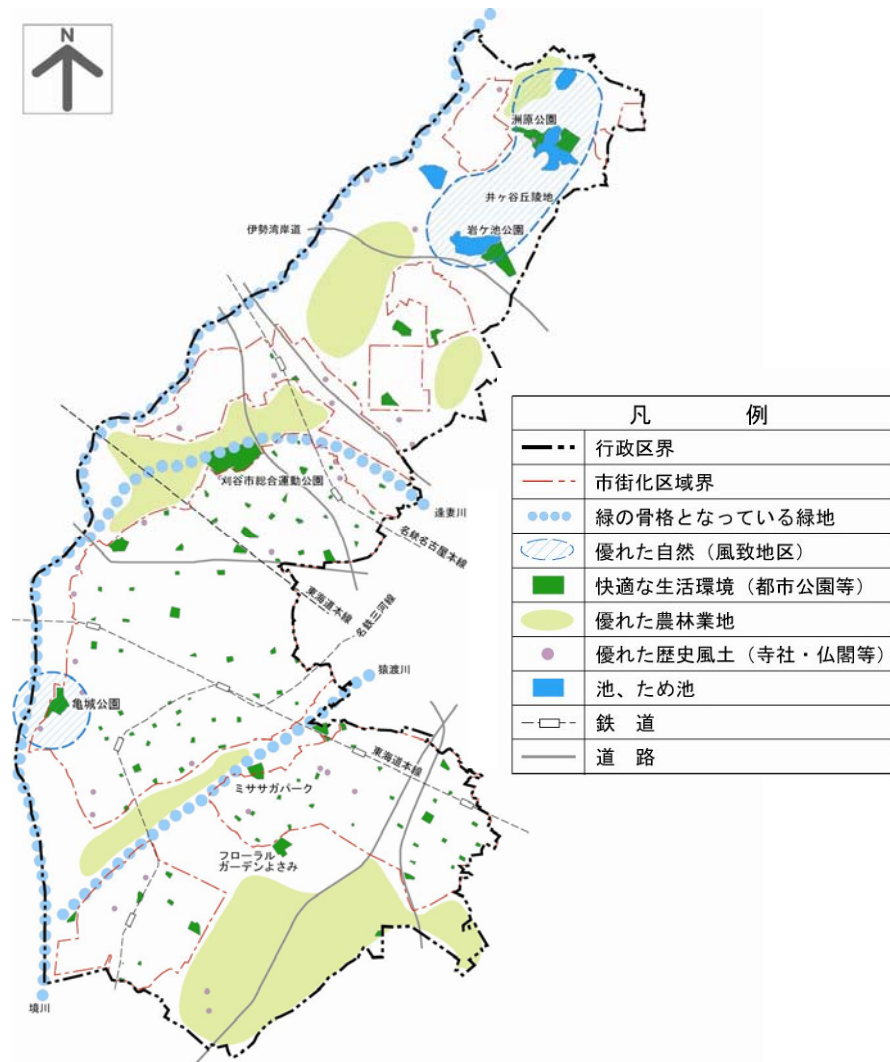 N
洲原公園
井ヶ谷丘陵地
岩ケ池公園
伊勢湾岸道
刈谷市総合運動公園
逢妻川
名鉄名古屋本線
東海道本線
名鉄三河線
猿渡川
亀城公園
東海道本線
ミササガパーク
フローラル
ガーデンよさみ
境川
凡 例
行政区界
市街化区域界
緑の骨格となっている緑地
優れた自然（風致地区）
快適な生活環境（都市公園等）
優れた農林業地
優れた歴史風土（寺社・仏閣等）
池、ため池
鉄 道
道 路